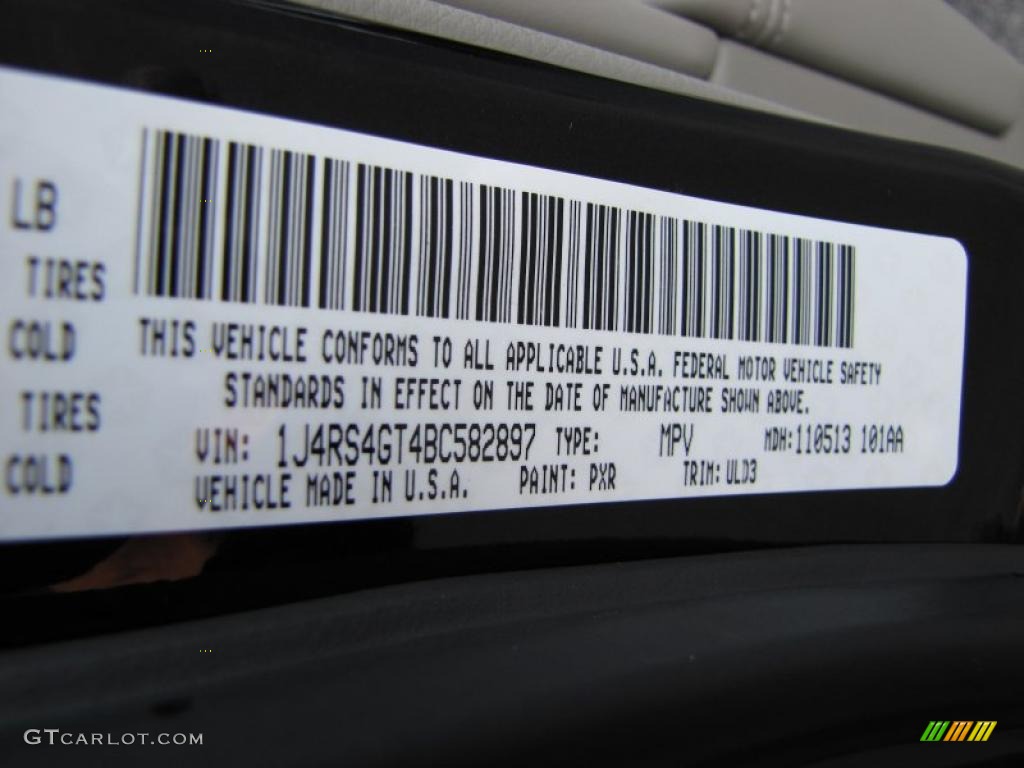 LB
TIRES
COLD
TIRES
COLD
THIS VEHICLE CONFORMS TO ALL APPLICABLE U.S.A. FEDERAL MOTOR VEHICLE SAFETY
STANDARDS IN EFFECT ON THE DATE OF MANUFACTURE SHOWN ABOVE.
VIN: 1J4RS4GT4BC582897 TYPE: MPV MDH:110513 101AA
VEHICLE MADE IN U.S.A. PAINT: PXR TRIM: ULD3
GTCARLOT.COM